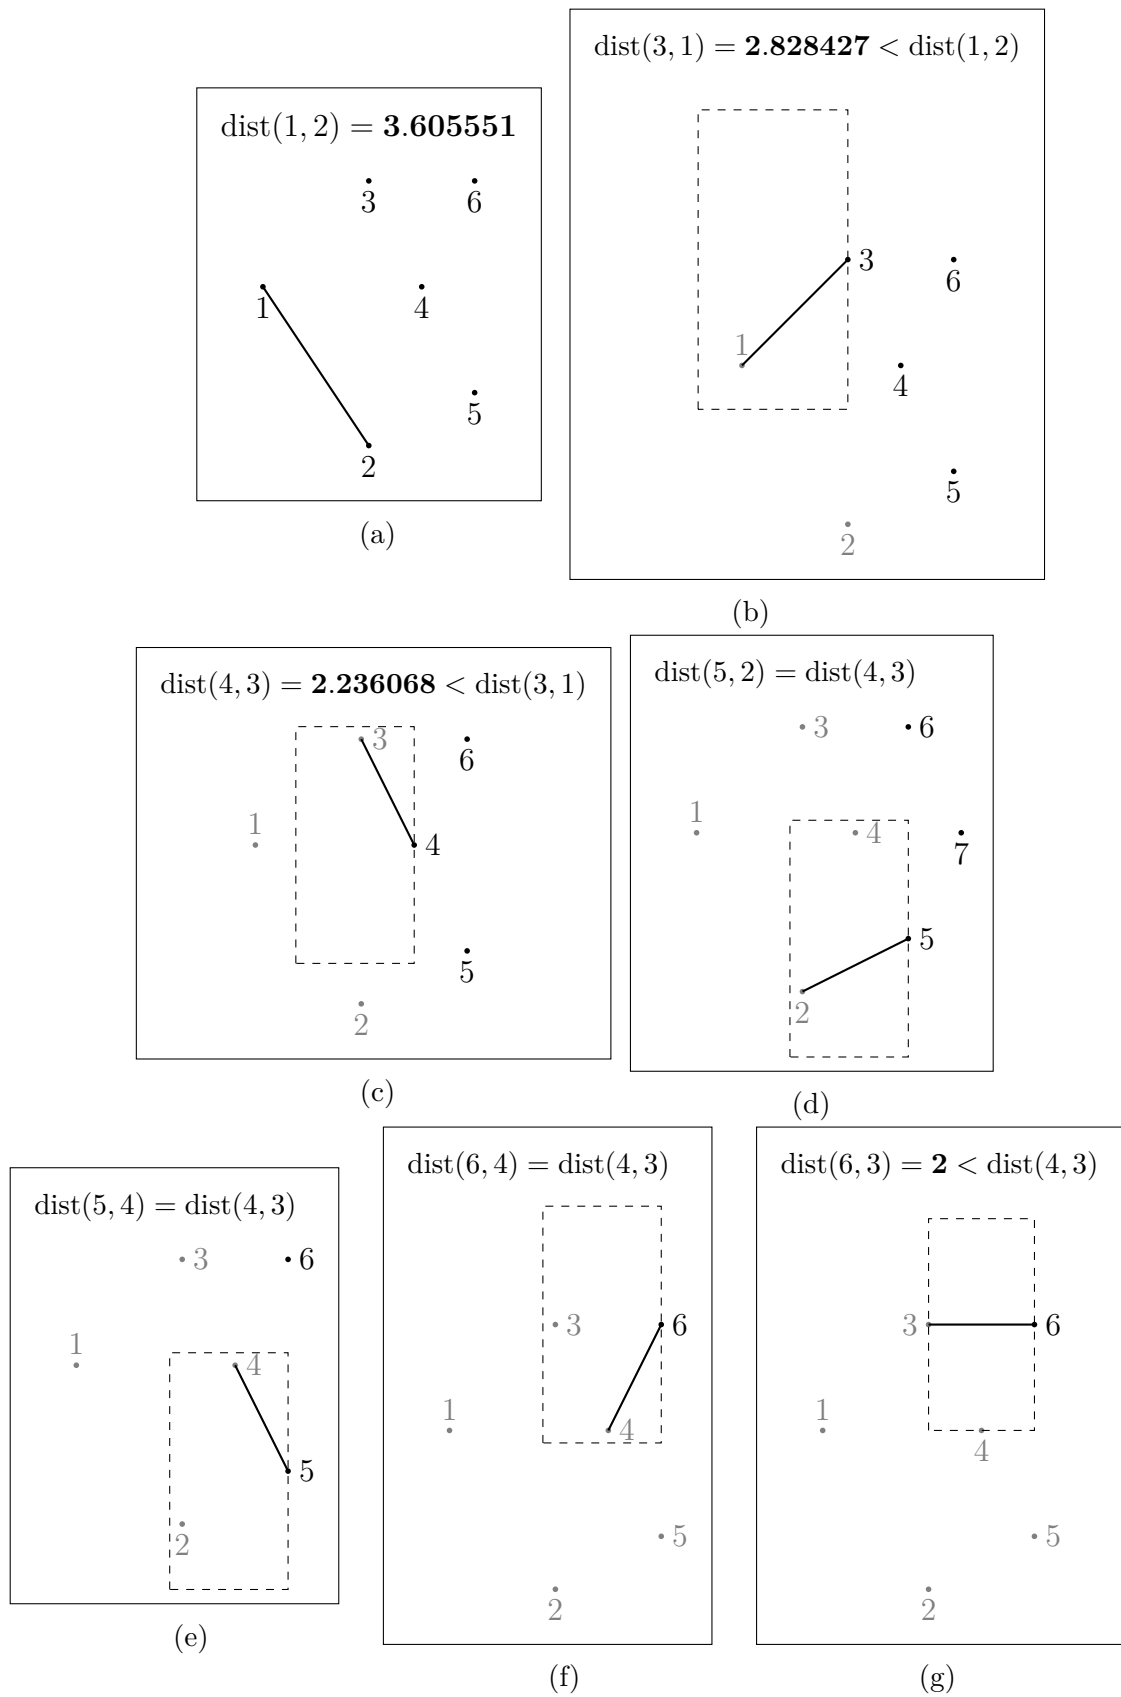 dist(1, 2) = 3.605551
3 6
1 4
5
2
(a)
dist(3, 1) = 2.828427 < dist(1, 2)
3
6
1
4
5
2
(b)
dist(4, 3) = 2.236068 < dist(3, 1)
3
6
1
4
5
2
(c)
dist(5, 2) = dist(4, 3)
3 6
1
4
7
5
2
(d)
dist(5, 4) = dist(4, 3)
3 6
1
4
5
2
(e)
dist(6, 4) = dist(4, 3)
3 6
1
4
5
2
(f)
dist(6, 3) = 2 < dist(4, 3)
3 6
1
4
5
2
(g)